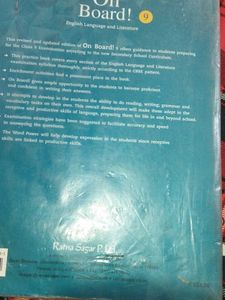 On
Board! 9
English Language and Literature
This revised and updated edition of On Board! 9 offers guidance to students preparing
for the Class 9 Examination according to the new Secondary School Curriculum.
This practice book covers every section of the English Language and Literature
examination syllabus thoroughly, strictly according to the CBSE pattern.
Enrichment activities find a prominent place in the book.
On Board gives ample opportunity to the students to become proficient
and confident in writing their answers.
It attempts to develop in the students the ability to do reading, writing, grammar and
vocabulary tasks on their own. This overall development will make them adept in the
receptive and productive skills of language, preparing them for life in and beyond school.
Examination strategies have been suggested to facilitate accuracy and speed
in answering the questions.
The Word Power will help develop expression in the students since receptive
skills are linked to productive skills.
Ratna Sagar P. Ltd.